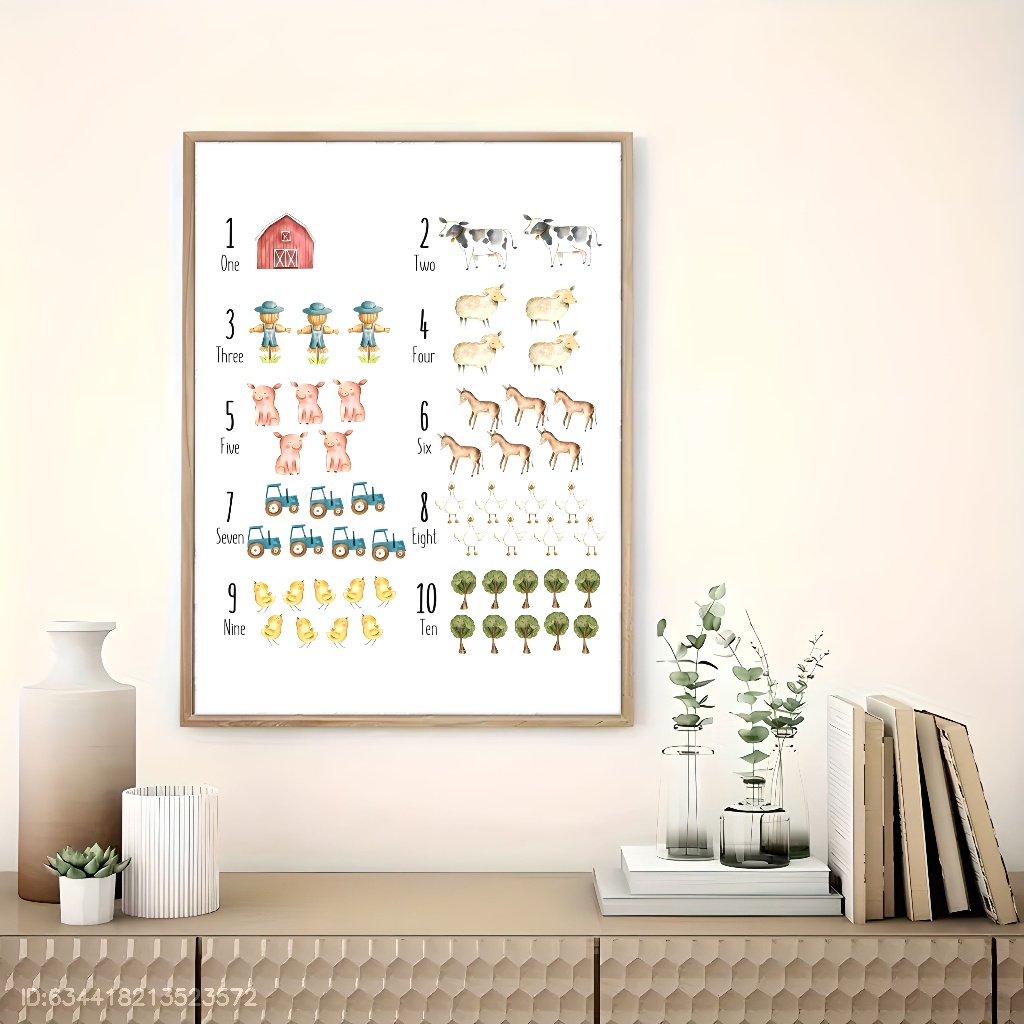 1
One
2
Two
3
Three
4
Four
5
Five
6
Six
7
Seven
8
Eight
9
Nine
10
Ten
ID:634418213523572